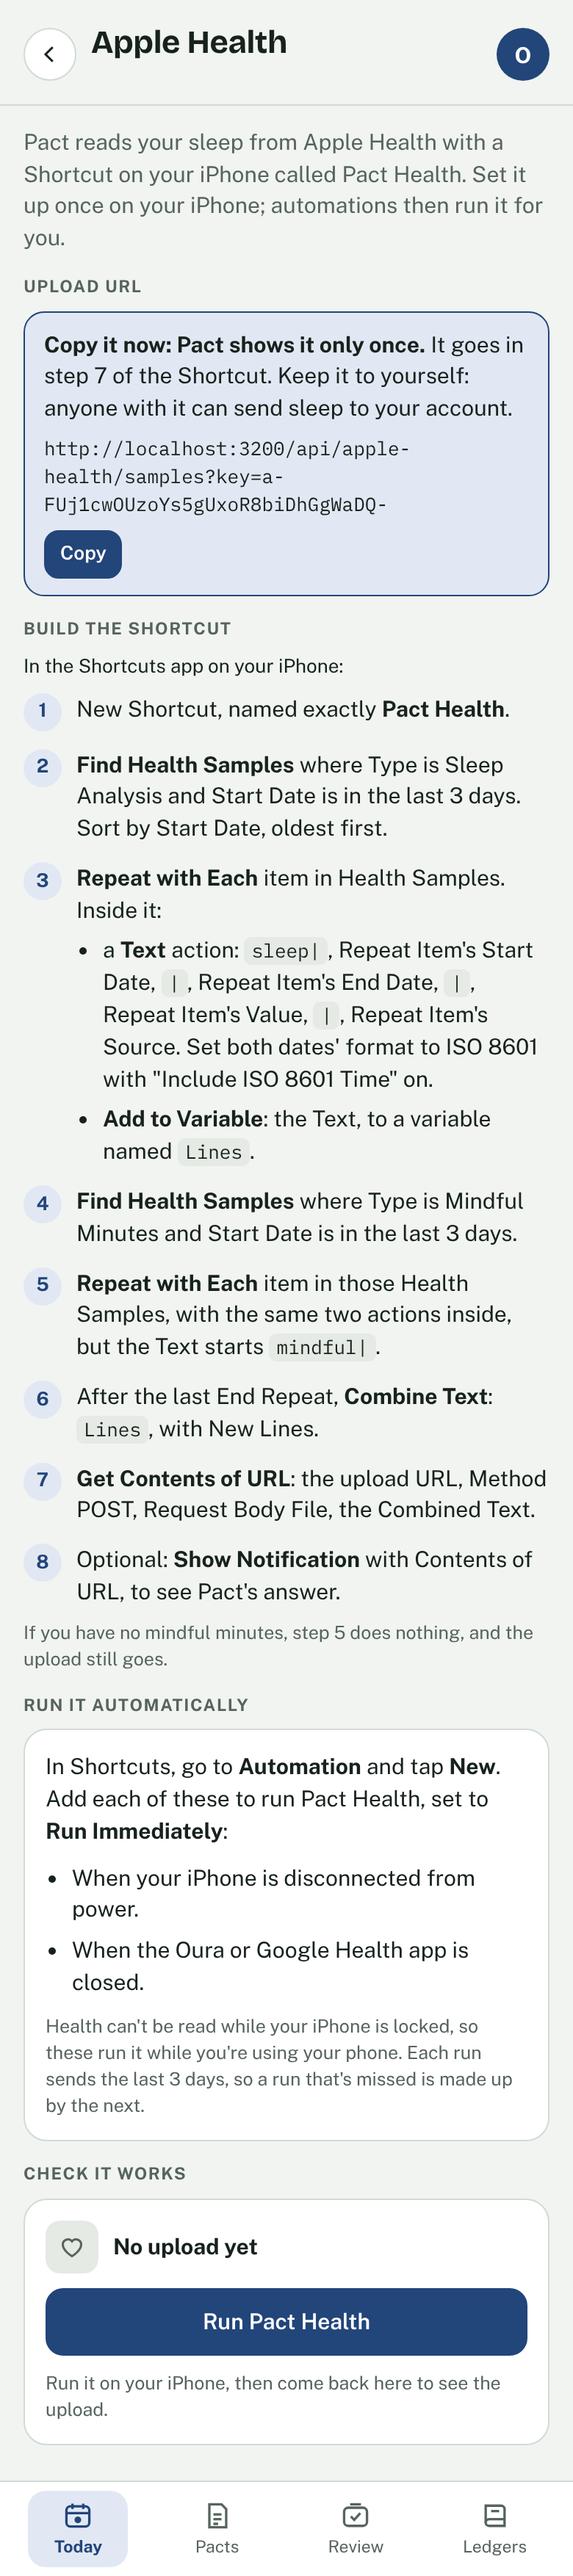 Apple Health
O
Pact reads your sleep from Apple Health with a
Shortcut on your iPhone called Pact Health. Set it
up once on your iPhone; automations then run it for
you.
UPLOAD URL
Copy it now: Pact shows it only once. It goes in
step 7 of the Shortcut. Keep it to yourself:
anyone with it can send sleep to your account.
http://localhost:3200/api/apple-
health/samples?key=a-
FUj1cwOUzoYs5gUxoR8biDhGgWaDQ-
Copy
BUILD THE SHORTCUT
In the Shortcuts app on your iPhone:
1 New Shortcut, named exactly Pact Health.
2 Find Health Samples where Type is Sleep
Analysis and Start Date is in the last 3 days.
Sort by Start Date, oldest first.
3 Repeat with Each item in Health Samples.
Inside it:
• a Text action: sleep|, Repeat Item's Start
Date, |, Repeat Item's End Date, |,
Repeat Item's Value, |, Repeat Item's
Source. Set both dates' format to ISO 8601
with "Include ISO 8601 Time" on.
• Add to Variable: the Text, to a variable
named Lines.
4 Find Health Samples where Type is Mindful
Minutes and Start Date is in the last 3 days.
5 Repeat with Each item in those Health
Samples, with the same two actions inside,
but the Text starts mindful|.
6 After the last End Repeat, Combine Text:
Lines, with New Lines.
7 Get Contents of URL: the upload URL, Method
POST, Request Body File, the Combined Text.
8 Optional: Show Notification with Contents of
URL, to see Pact's answer.
If you have no mindful minutes, step 5 does nothing, and the
upload still goes.
RUN IT AUTOMATICALLY
In Shortcuts, go to Automation and tap New.
Add each of these to run Pact Health, set to
Run Immediately:
• When your iPhone is disconnected from
power.
• When the Oura or Google Health app is
closed.
Health can't be read while your iPhone is locked, so
these run it while you're using your phone. Each run
sends the last 3 days, so a run that's missed is made up
by the next.
CHECK IT WORKS
No upload yet
Run Pact Health
Run it on your iPhone, then come back here to see the
upload.
Today
Pacts
Review
Ledgers